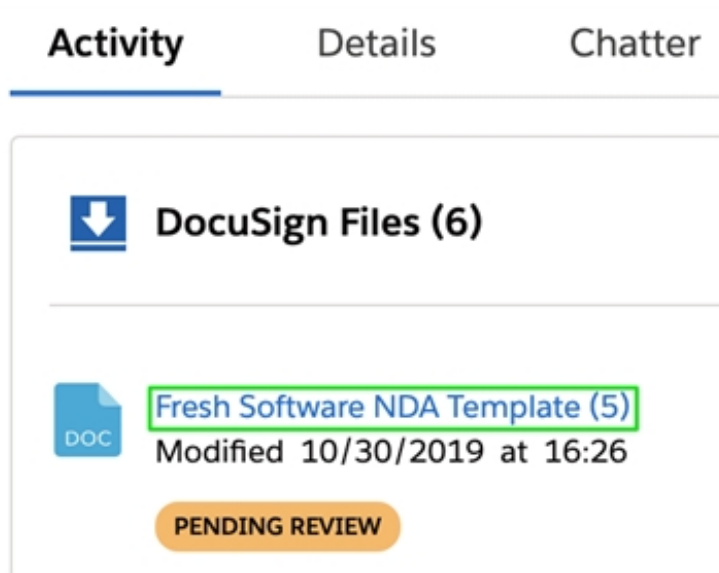 Activity Details Chatter
DocuSign Files (6)
DOC
Fresh Software NDA Template (5)
Modified 10/30/2019 at 16:26
PENDING REVIEW